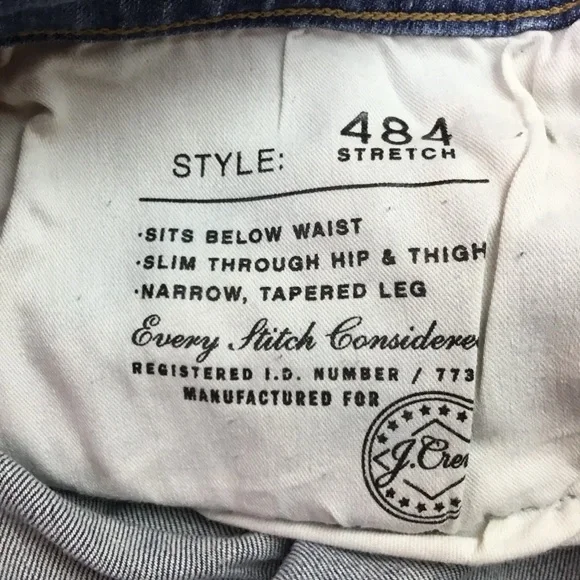 STYLE: 484
STRETCH
·SITS BELOW WAIST
·SLIM THROUGH HIP & THIGH
·NARROW, TAPERED LEG
Every Stitch Considere
REGISTERED I.D. NUMBER / 773
MANUFACTURED FOR
J.Crew